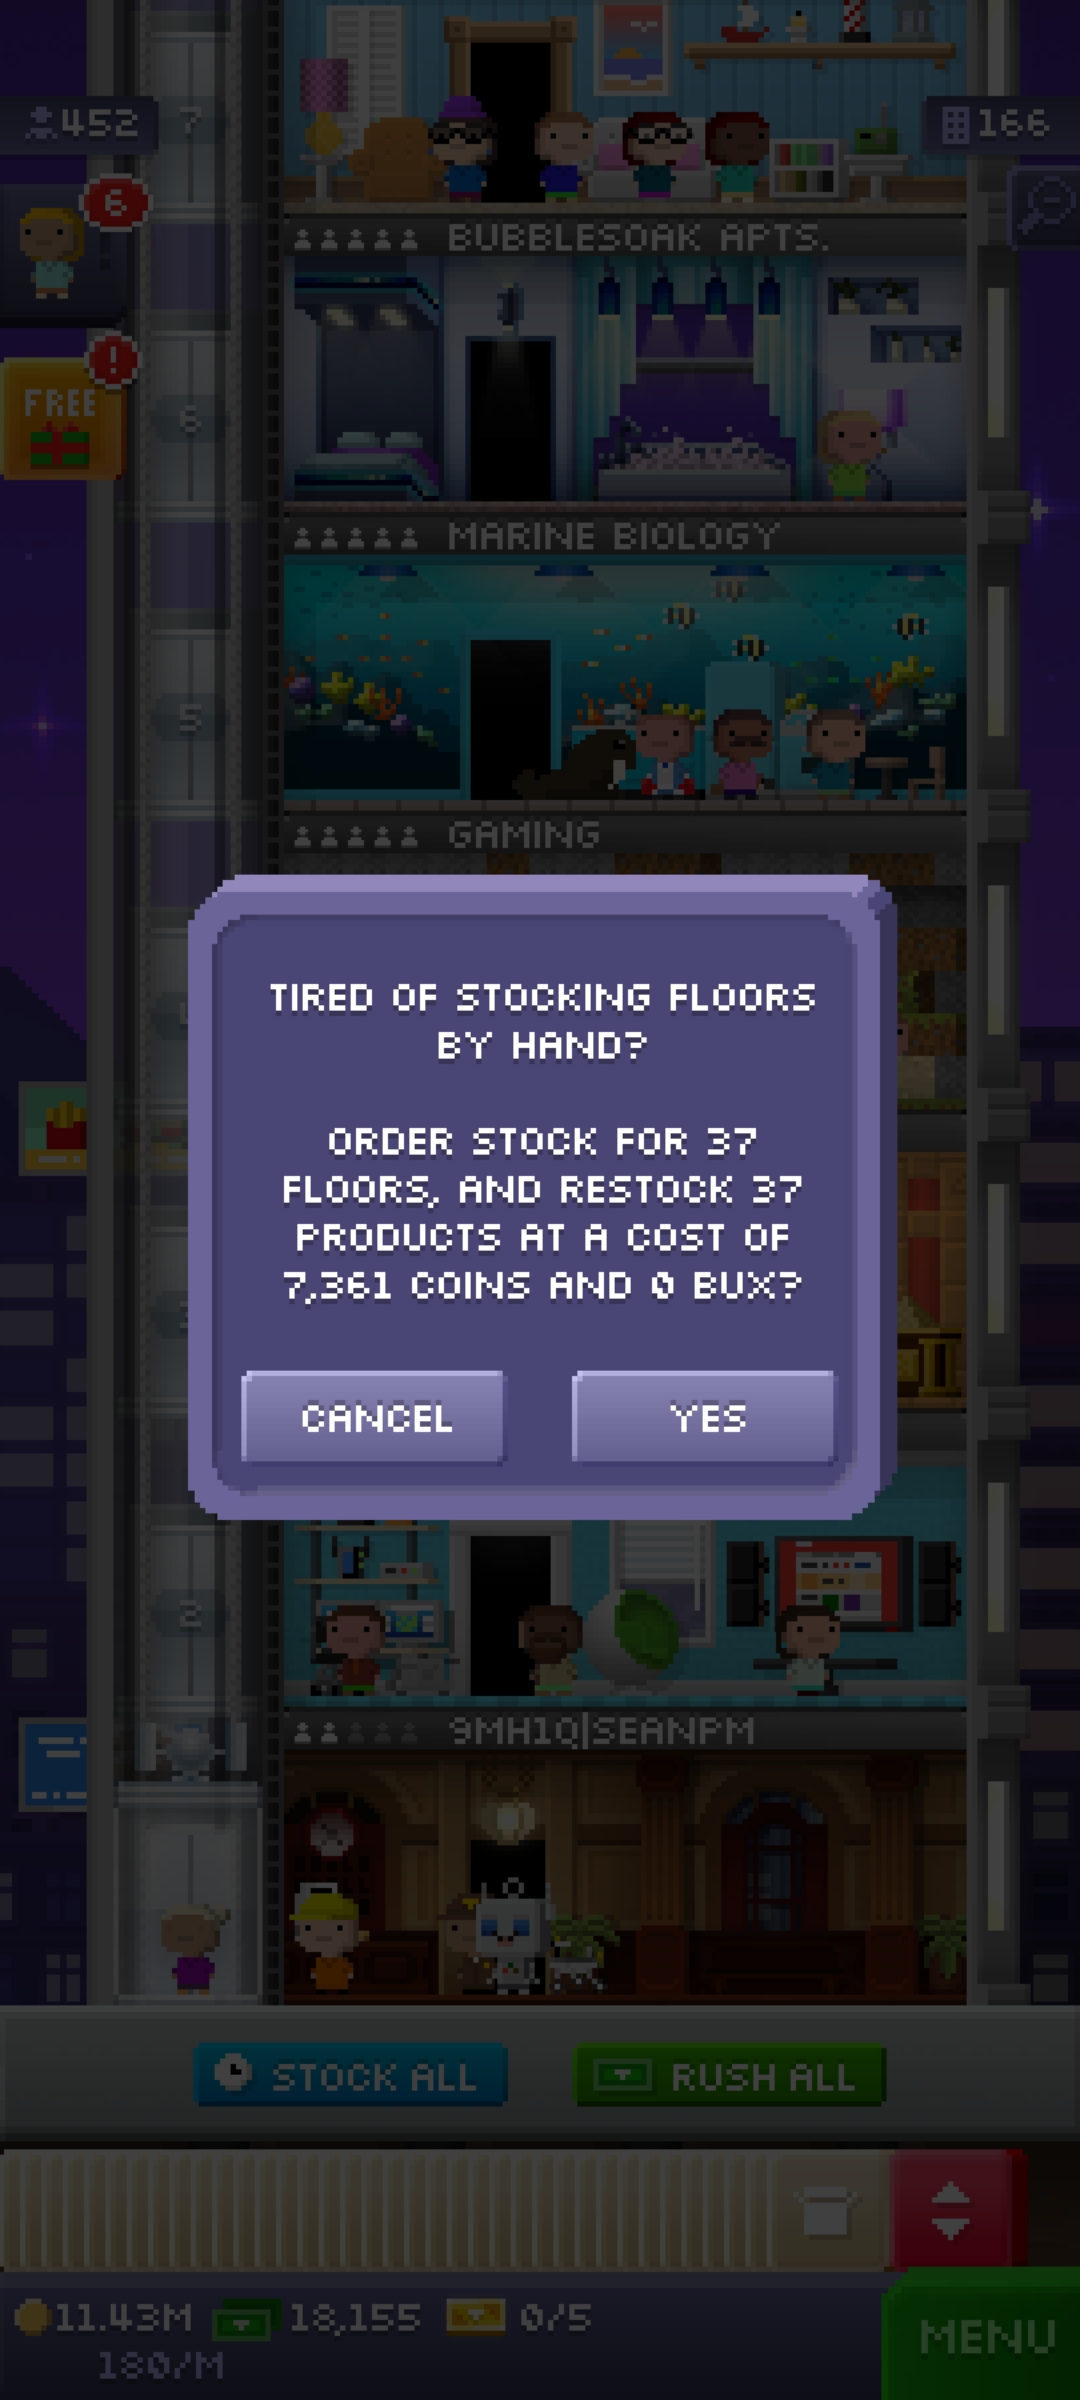 452
7
166
6
BUBBLESOAK APTS.
FREE
!
6
MARINE BIOLOGY
5
GAMING
TIRED OF STOCKING FLOORS
BY HAND?
ORDER STOCK FOR 37
FLOORS, AND RESTOCK 37
PRODUCTS AT A COST OF
7,361 COINS AND 0 BUX?
CANCEL
YES
2
9MH1Q|SEANPM
STOCK ALL
RUSH ALL
11.43M
18,155
0/5
180/M
MENU